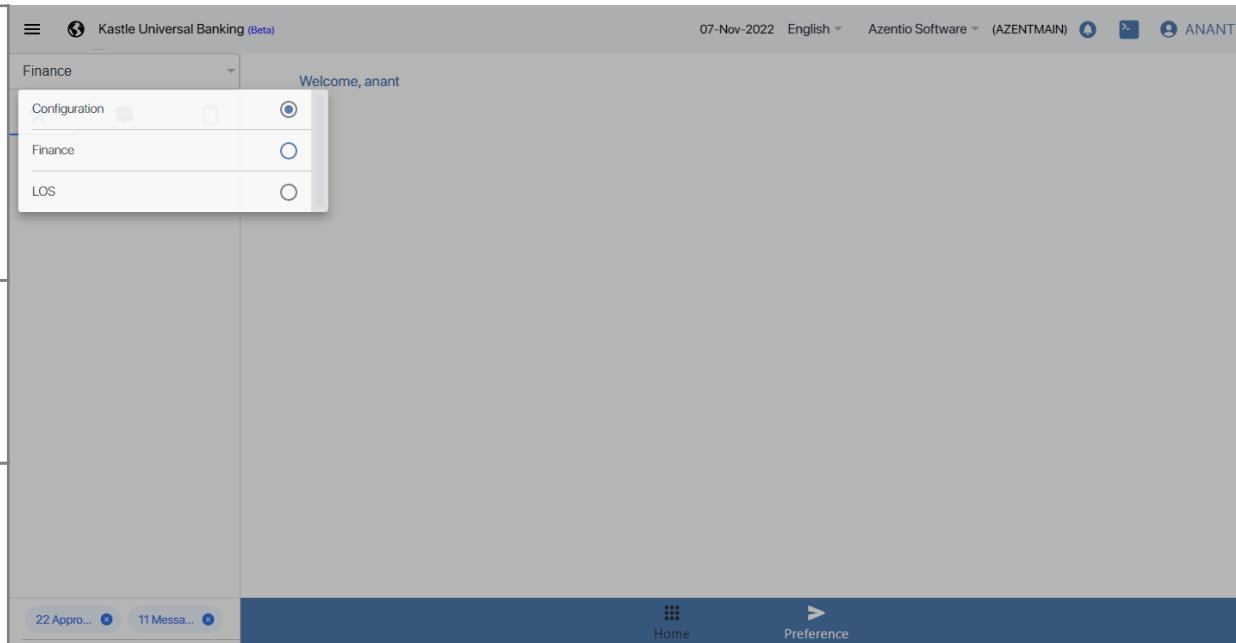 Kastle Universal Banking (Beta)
07-Nov-2022 English Azentio Software (AZENTMAIN) ANANT
Finance
Welcome, anant
Configuration
Finance
LOS
22 Appro... 11 Messa...
Home
Preference